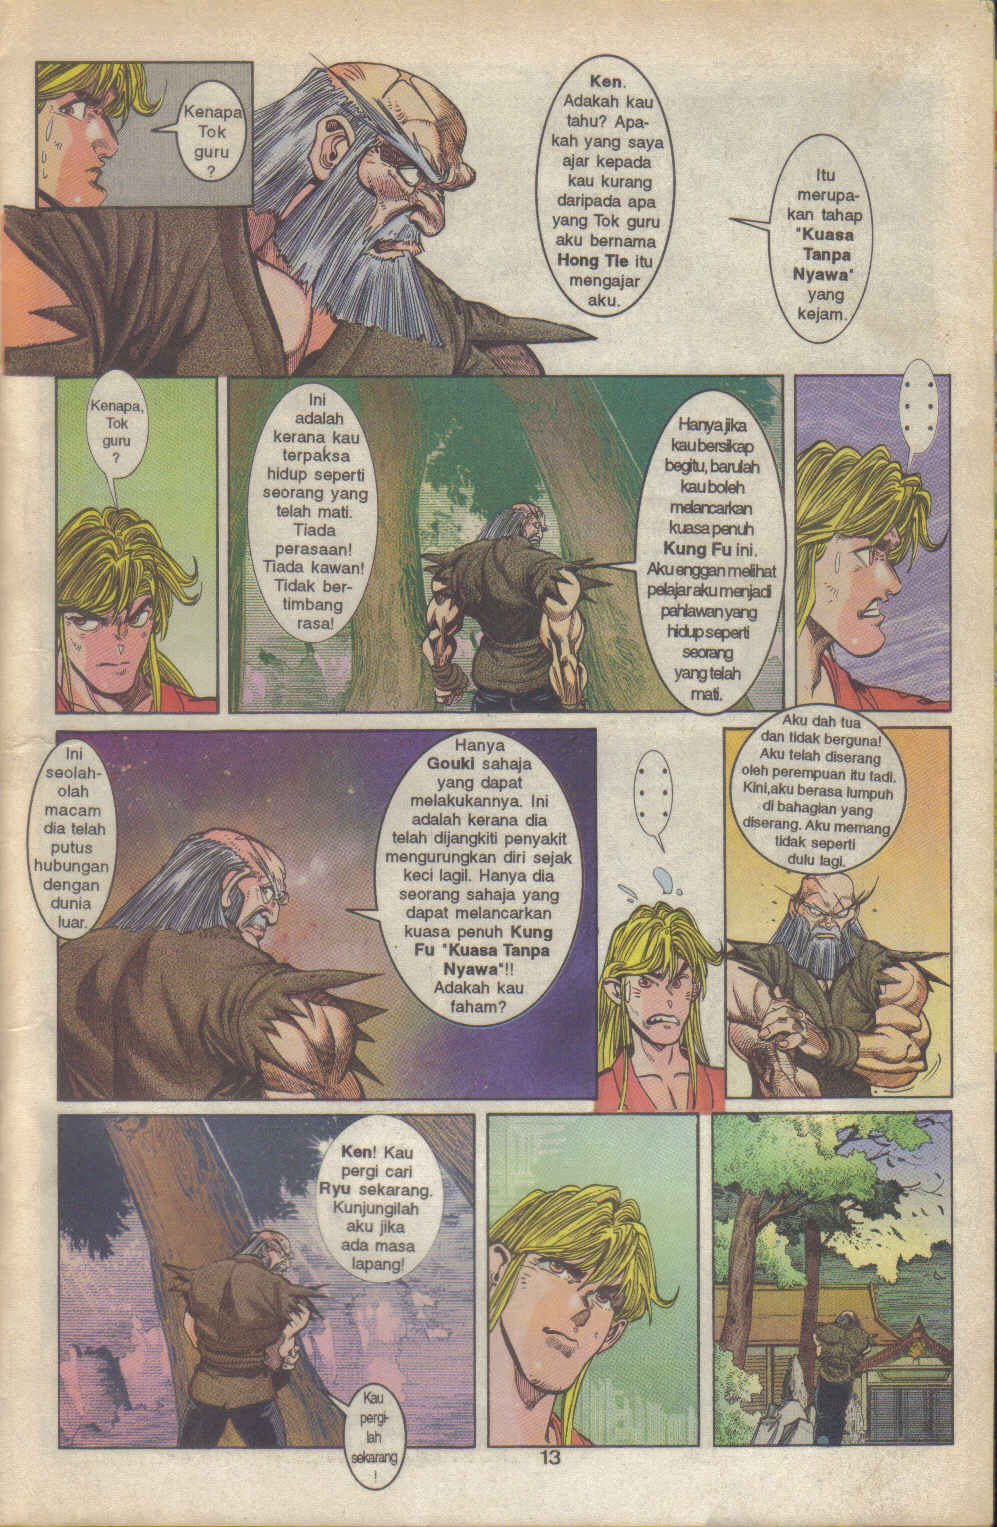 Kenapa
Tok
guru
?
Ken.
Adakah kau
tahu? Apa-
kah yang saya
ajar kepada
kau kurang
daripada apa
yang Tok guru
aku bernama
Hong Tie itu
mengajar
aku.
Itu
merupa-
kan tahap
"Kuasa
Tanpa
Nyawa"
yang
kejam.
Kenapa,
Tok
guru
?
Ini
adalah
kerana kau
terpaksa
hidup seperti
seorang yang
telah mati.
Tiada
perasaan!
Tiada kawan!
Tidak ber-
timbang
rasa!
Hanya jika
kau bersikap
begitu, barulah
kau boleh
melancarkan
kuasa penuh
Kung Fu ini.
Aku enggan melihat
pelajar aku menjadi
pahlawan yang
hidup seperti
seorang
yang telah
mati.
Ini
seolah-
olah
macam
dia telah
putus
hubungan
dengan
dunia
luar.
Hanya
Gouki sahaja
yang dapat
melakukannya. Ini
adalah kerana dia
telah dijangkiti penyakit
mengurungkan diri sejak
keci lagil. Hanya dia
seorang sahaja yang
dapat melancarkan
kuasa penuh Kung
Fu "Kuasa Tanpa
Nyawa"!!
Adakah kau
faham?
Aku dah tua
dan tidak berguna!
Aku telah diserang
oleh perempuan itu tadi.
Kini,aku berasa lumpuh
di bahagian yang
diserang. Aku memang
tidak seperti
dulu lagi.
Ken! Kau
pergi cari
Ryu sekarang.
Kunjungilah
aku jika
ada masa
lapang!
Kau
pergi-
lah
sekarang
!
13